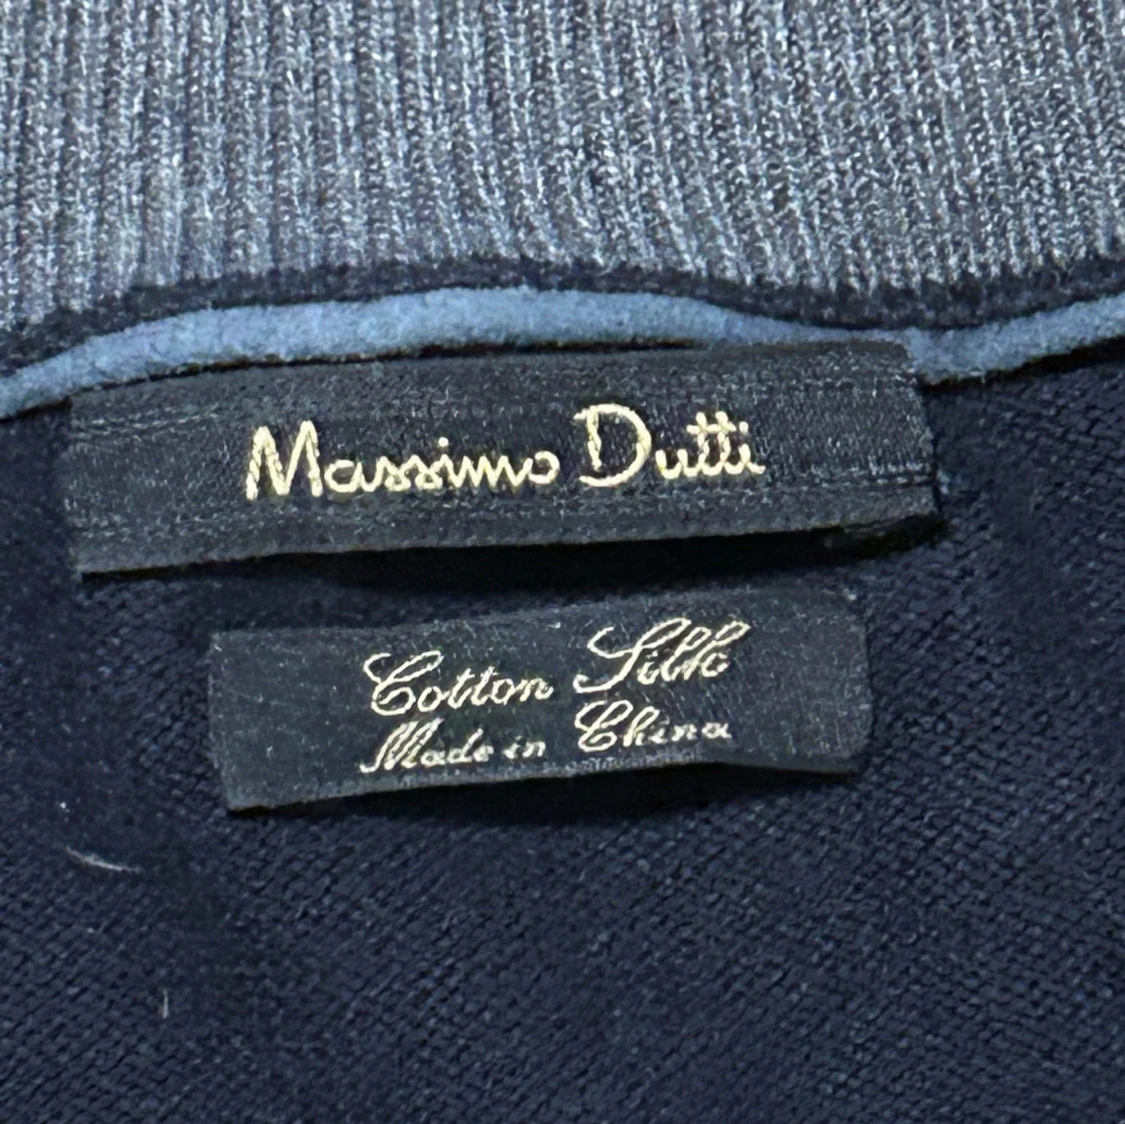 Massimo Dutti
Cotton Silk
Made in China